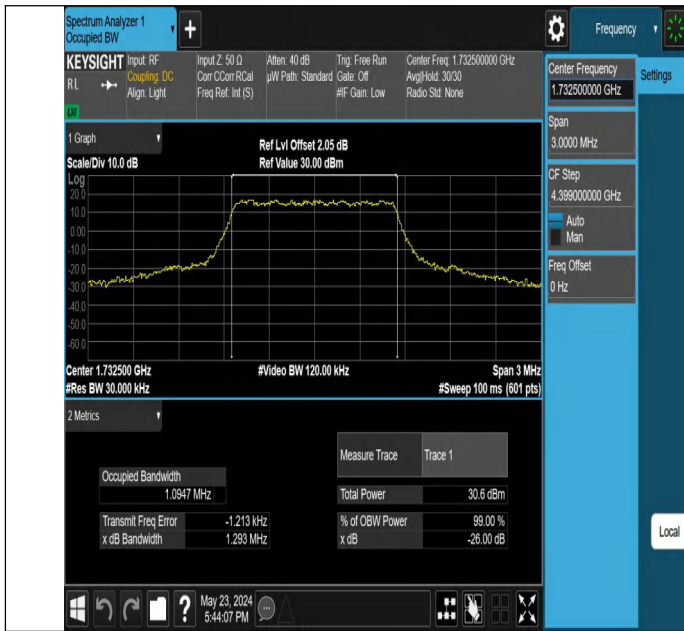 Spectrum Analyzer 1
Occupied BW
Frequency
KEYSIGHT
RL
Input: RF
Coupling: DC
Align: Light
Input Z: 50 Ω
Corr CCorr RCal
Freq Ref: Int (S)
Atten: 40 dB
µW Path: Standard
Trig: Free Run
Gate: Off
#IF Gain: Low
Center Freq: 1.732500000 GHz
Avg|Hold: 30/30
Radio Std: None
Center Frequency
1.732500000 GHz
Settings
Span
3.0000 MHz
CF Step
4.399000000 GHz
Auto
Man
Freq Offset
0 Hz
Local
1 Graph
Scale/Div 10.0 dB
Ref Lvl Offset 2.05 dB
Ref Value 30.00 dBm
Log
20.0
10.0
0.00
-10.0
-20.0
-30.0
-40.0
-50.0
-60.0
Center 1.732500 GHz
#Video BW 120.00 kHz
Span 3 MHz
#Res BW 30.000 kHz
#Sweep 100 ms (601 pts)
2 Metrics
Measure Trace Trace 1
Occupied Bandwidth
1.0947 MHz
Total Power 30.6 dBm
Transmit Freq Error -1.213 kHz
% of OBW Power 99.00 %
x dB Bandwidth 1.293 MHz
x dB -26.00 dB
May 23, 2024
5:44:07 PM